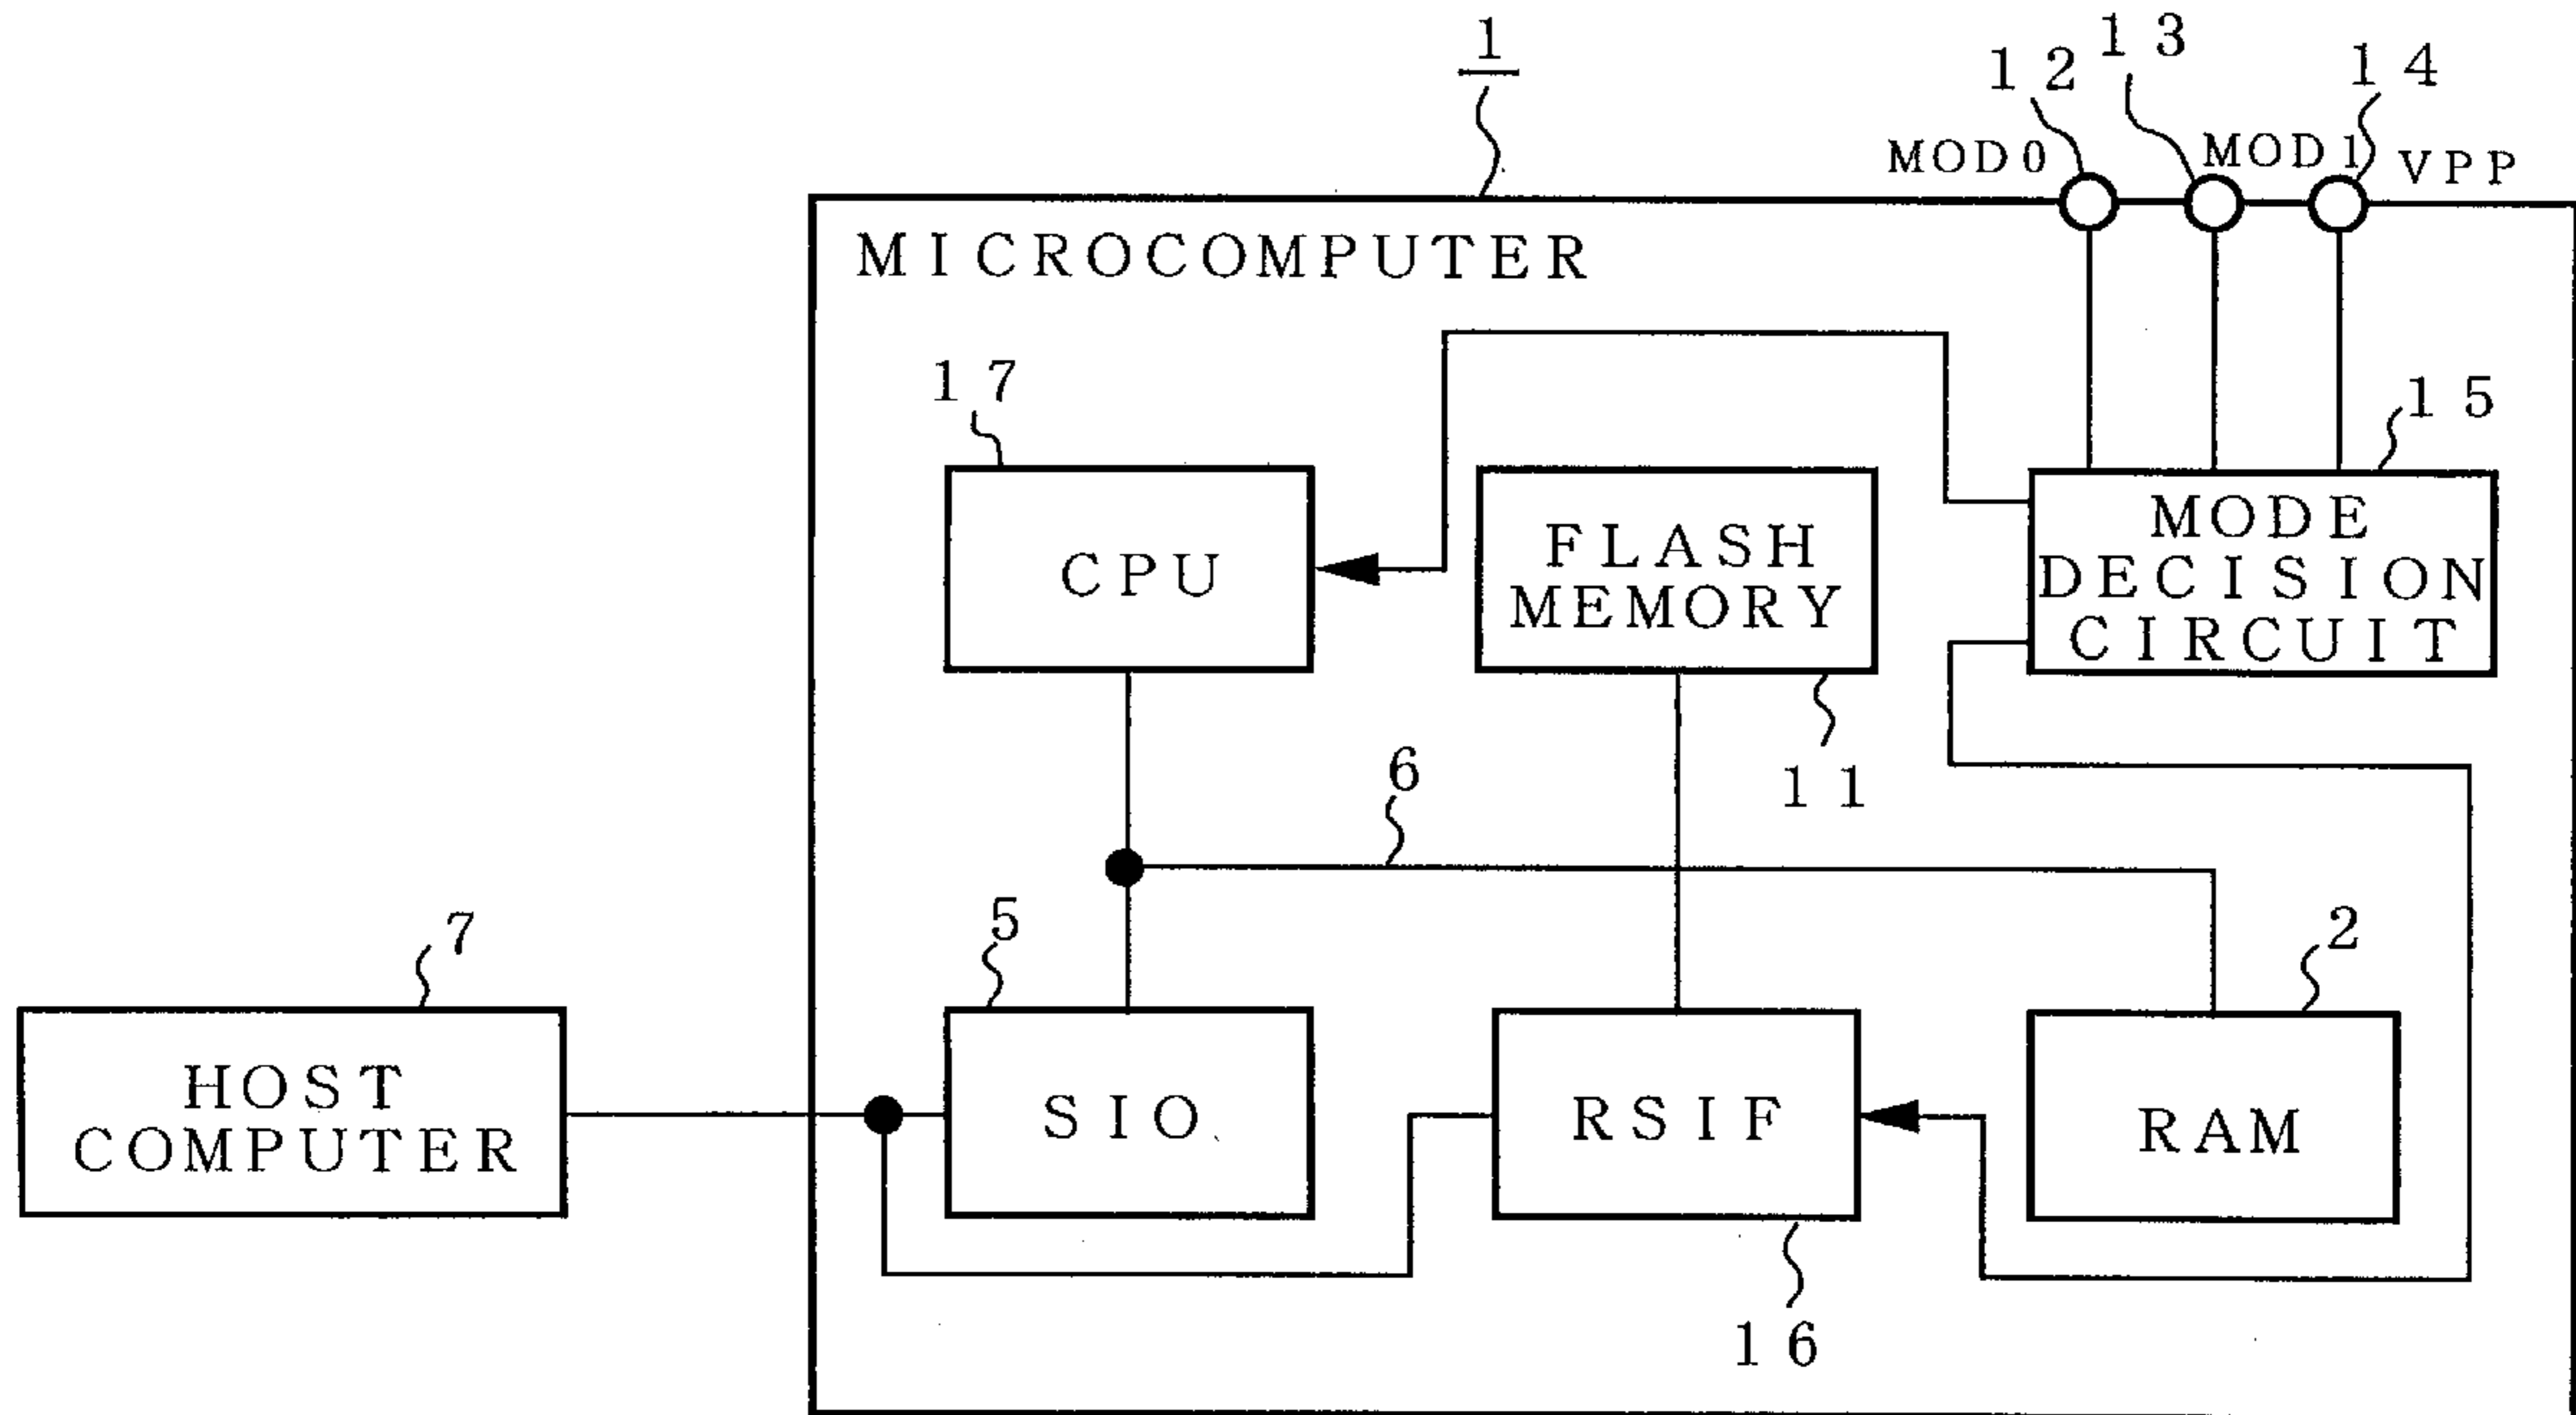 1
12
13
14
MOD0
MOD1
VPP
MICROCOMPUTER
17
15
CPU
FLASH
MEMORY
MODE
DECISION
CIRCUIT
11
6
7
5
2
HOST
COMPUTER
SIO
RSIF
RAM
16